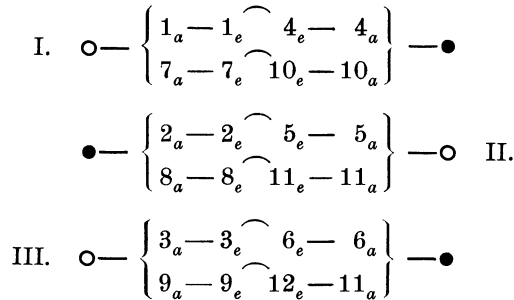 I. ○— { 1ₐ — 1ₑ ⌒ 4ₑ — 4ₐ } —●
7ₐ — 7ₑ ⌒ 10ₑ — 10ₐ
●— { 2ₐ — 2ₑ ⌒ 5ₑ — 5ₐ } —○ II.
8ₐ — 8ₑ ⌒ 11ₑ — 11ₐ
III. ○— { 3ₐ — 3ₑ ⌒ 6ₑ — 6ₐ } —●
9ₐ — 9ₑ ⌒ 12ₑ — 11ₐ